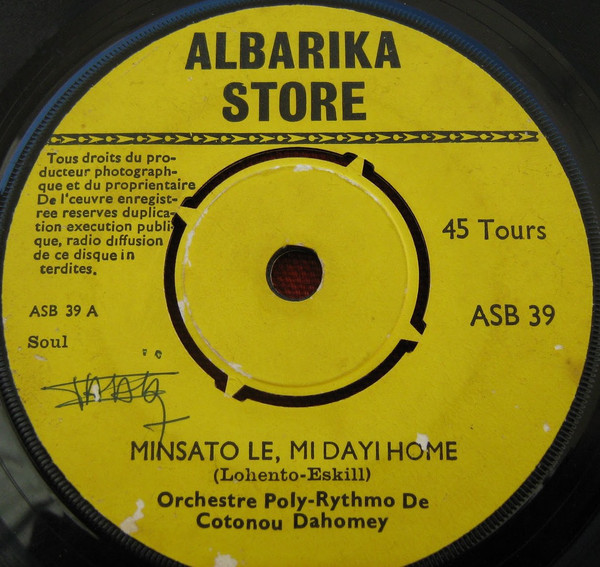 ALBARIKA
STORE
Tous droits du pro-
ducteur photograph-
que et du proprientaire
De l'œuvre enregist-
ree reserves duplica-
tion execution publi-
que, radio diffusion
de ce disque in
terdites.
45 Tours
ASB 39 A
ASB 39
Soul
MINSATO LE, MI DAYI HOME
(Lohento-Eskill)
Orchestre Poly-Rythmo De
Cotonou Dahomey